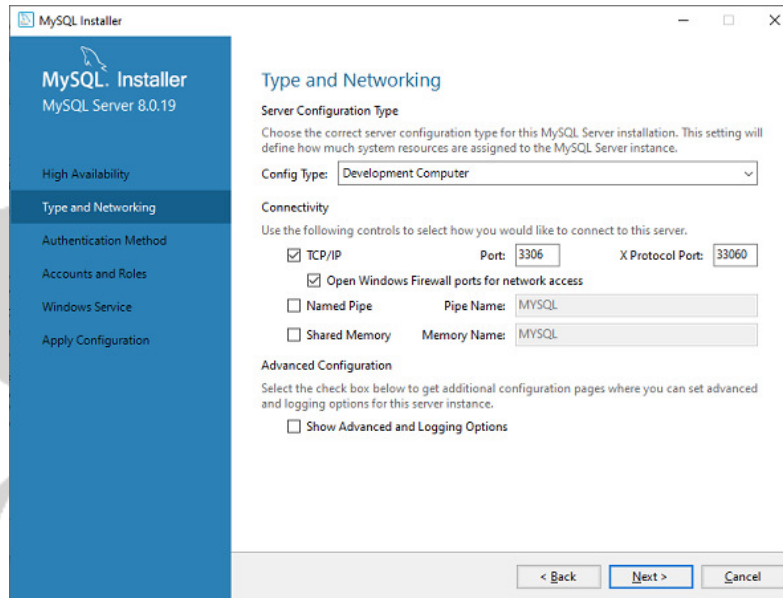 MySQL Installer
MySQL. Installer
MySQL Server 8.0.19
High Availability
Type and Networking
Authentication Method
Accounts and Roles
Windows Service
Apply Configuration
Type and Networking
Server Configuration Type
Choose the correct server configuration type for this MySQL Server installation. This setting will
define how much system resources are assigned to the MySQL Server instance.
Config Type: Development Computer
Connectivity
Use the following controls to select how you would like to connect to this server.
TCP/IP Port: 3306 X Protocol Port: 33060
Open Windows Firewall ports for network access
Named Pipe Pipe Name: MYSQL
Shared Memory Memory Name: MYSQL
Advanced Configuration
Select the check box below to get additional configuration pages where you can set advanced
and logging options for this server instance.
Show Advanced and Logging Options
< Back Next > Cancel